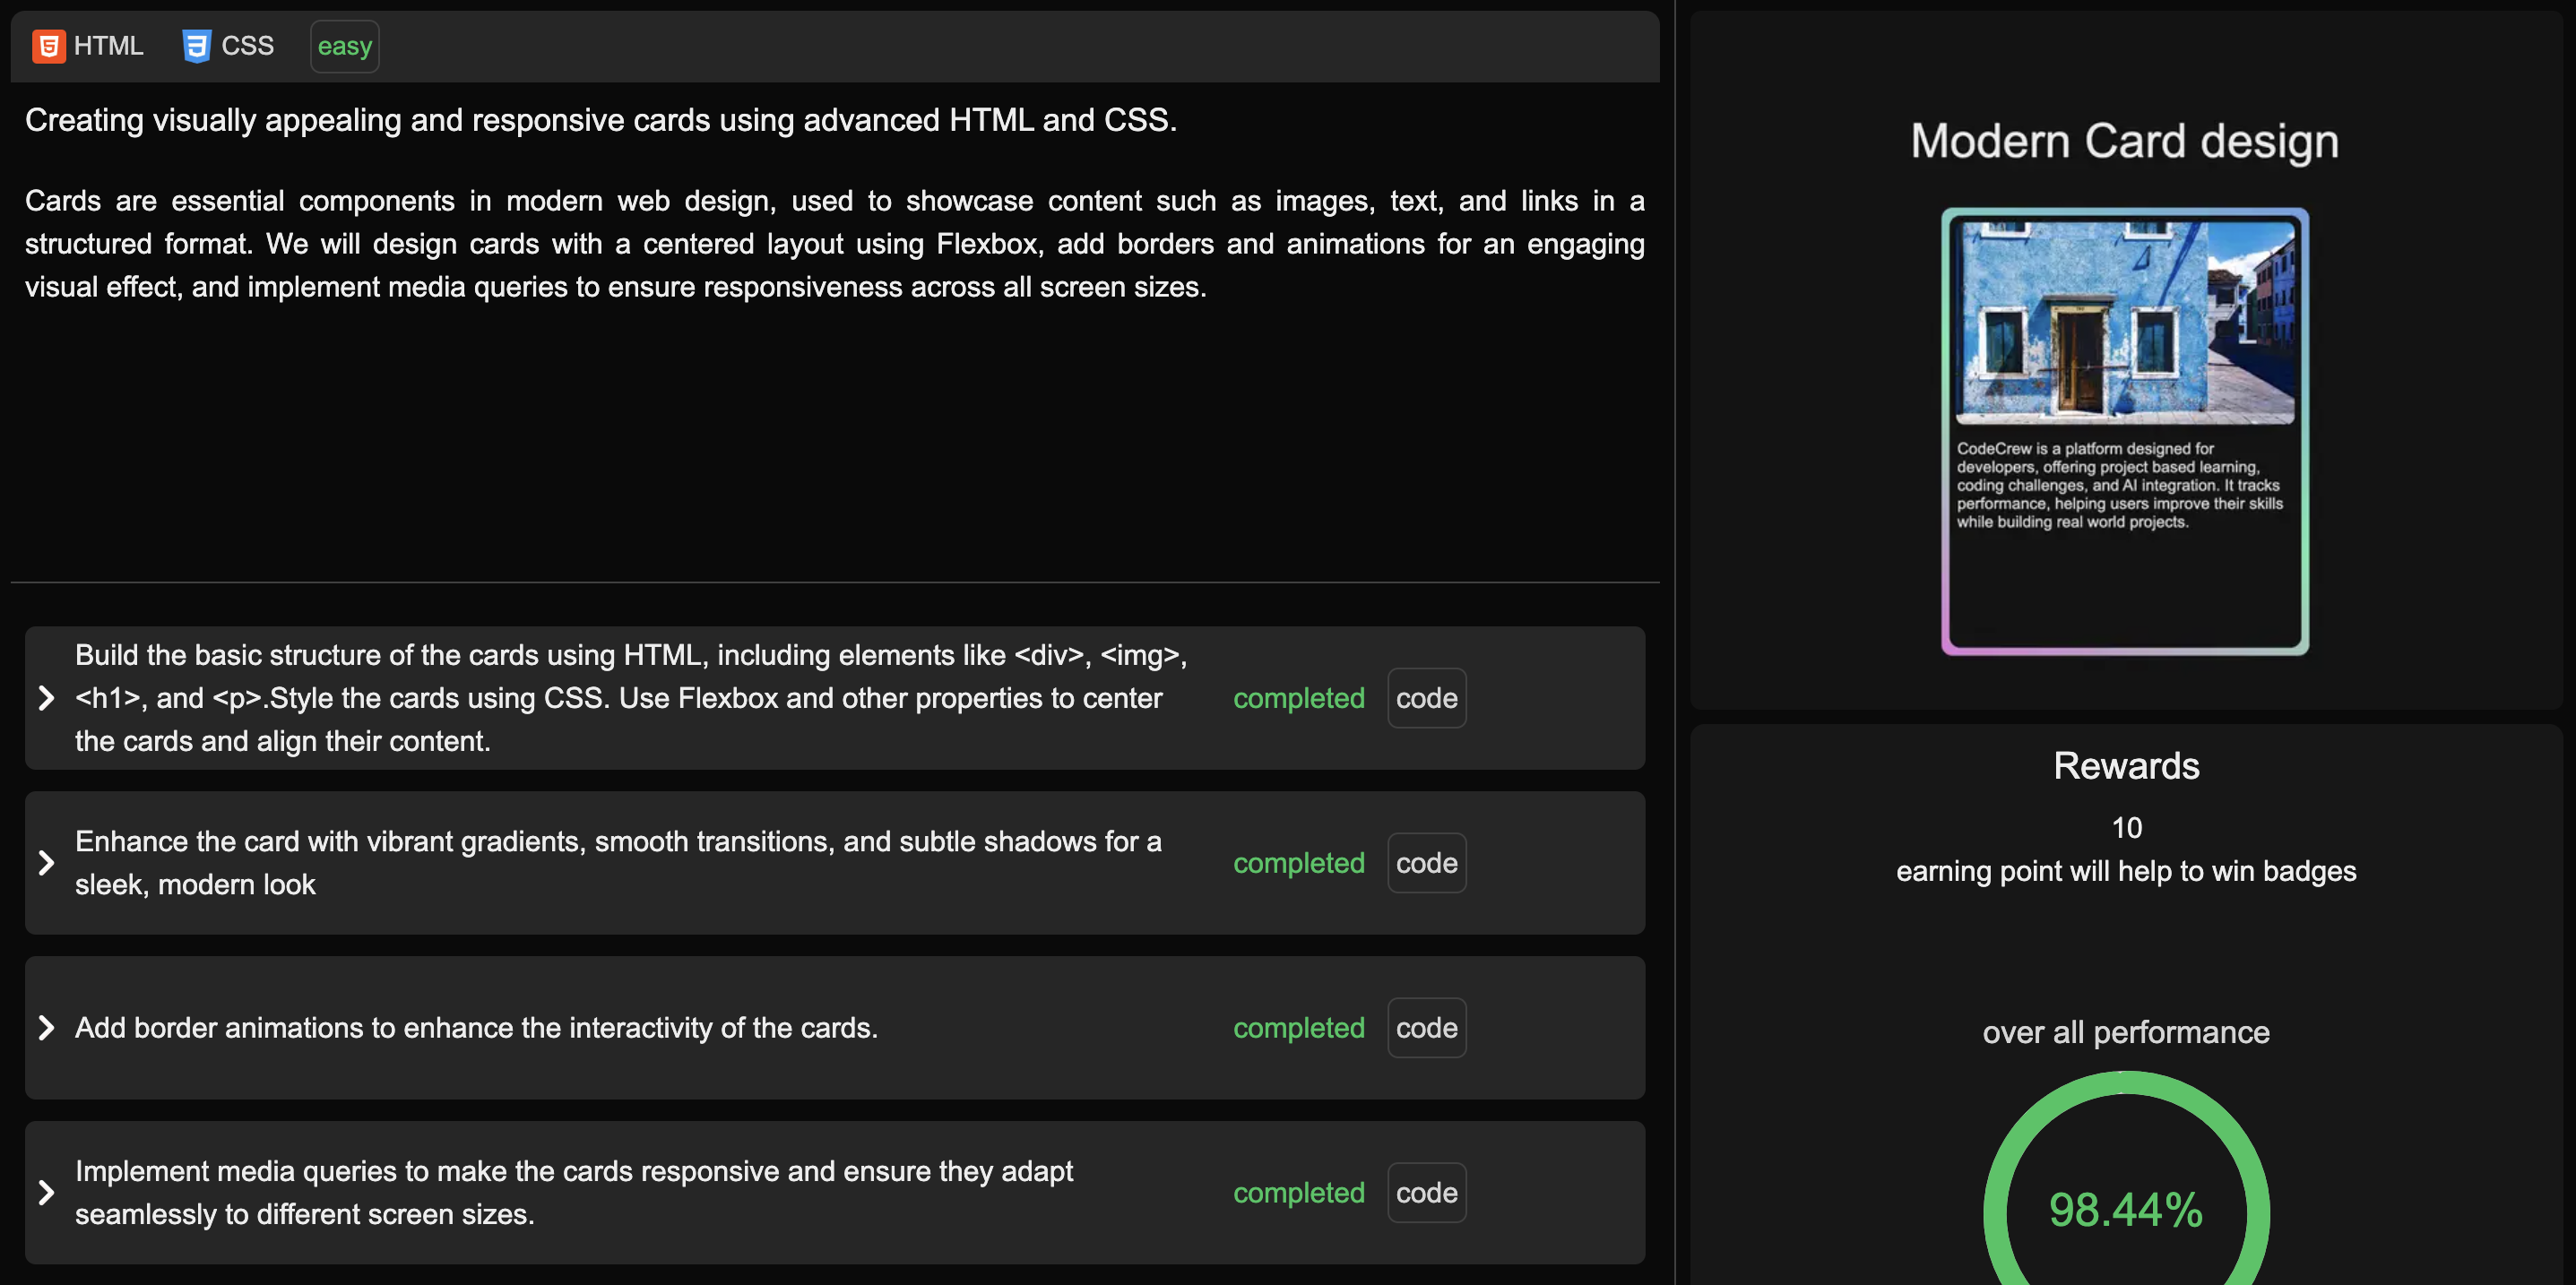 HTML CSS easy
Creating visually appealing and responsive cards using advanced HTML and CSS.
Cards are essential components in modern web design, used to showcase content such as images, text, and links in a
structured format. We will design cards with a centered layout using Flexbox, add borders and animations for an engaging
visual effect, and implement media queries to ensure responsiveness across all screen sizes.
Build the basic structure of the cards using HTML, including elements like <div>, <img>,
<h1>, and <p>.Style the cards using CSS. Use Flexbox and other properties to center
the cards and align their content.
completed code
Enhance the card with vibrant gradients, smooth transitions, and subtle shadows for a
sleek, modern look
completed code
Add border animations to enhance the interactivity of the cards.
completed code
Implement media queries to make the cards responsive and ensure they adapt
seamlessly to different screen sizes.
completed code
Modern Card design
CodeCrew is a platform designed for
developers, offering project based learning,
coding challenges, and AI integration. It tracks
performance, helping users improve their skills
while building real world projects.
Rewards
10
earning point will help to win badges
over all performance
98.44%